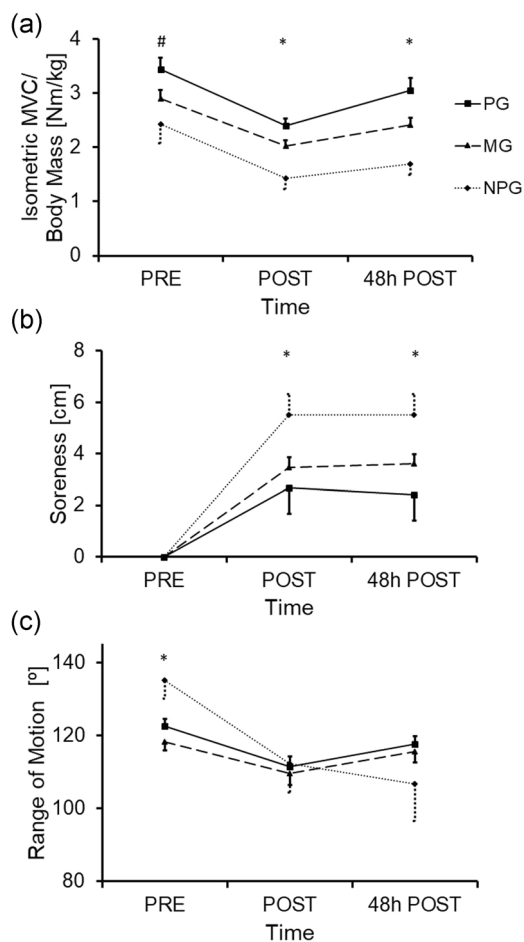 (a)
# * *
4
3
2
1
0
Isometric MVC/
Body Mass [Nm/kg]
PG
MG
NPG
PRE POST 48h POST
Time
(b)
* *
8
6
4
2
0
Soreness [cm]
PRE POST 48h POST
Time
(c)
*
140
120
100
80
Range of Motion [º]
PRE POST 48h POST
Time